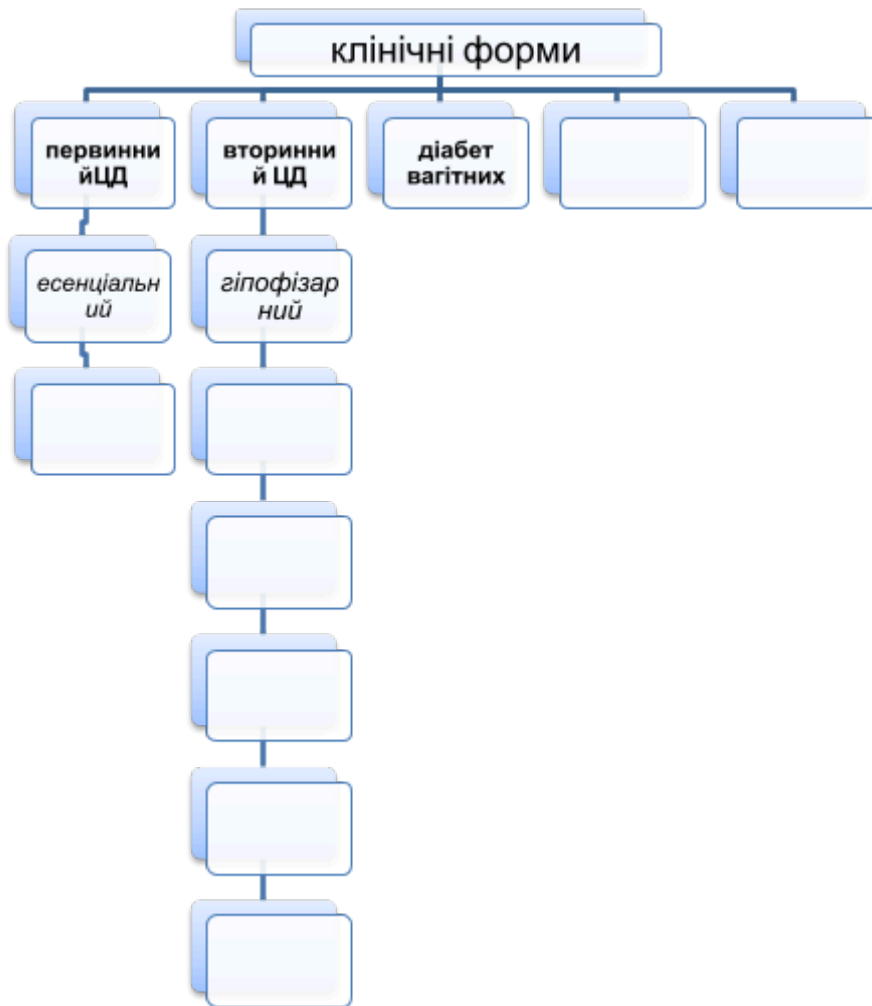 клінічні форми
первинни
йЦД
вторинни
й ЦД
діабет
вагітних
есенціальн
ий
гіпофізар
ний